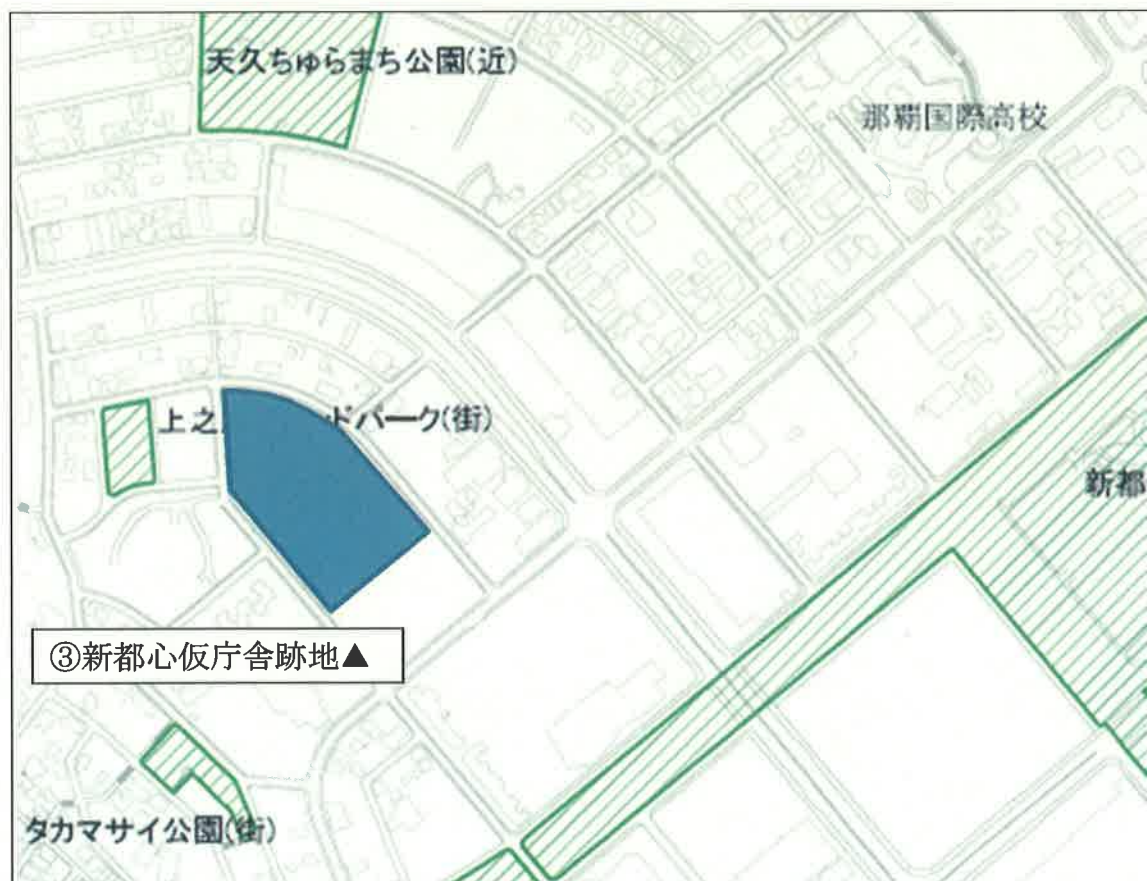 天久ちゅらまち公園(近)
那覇国際高校
上之
ドパーク(街)
新都
③新都心仮庁舎跡地▲
タカマサイ公園(街)